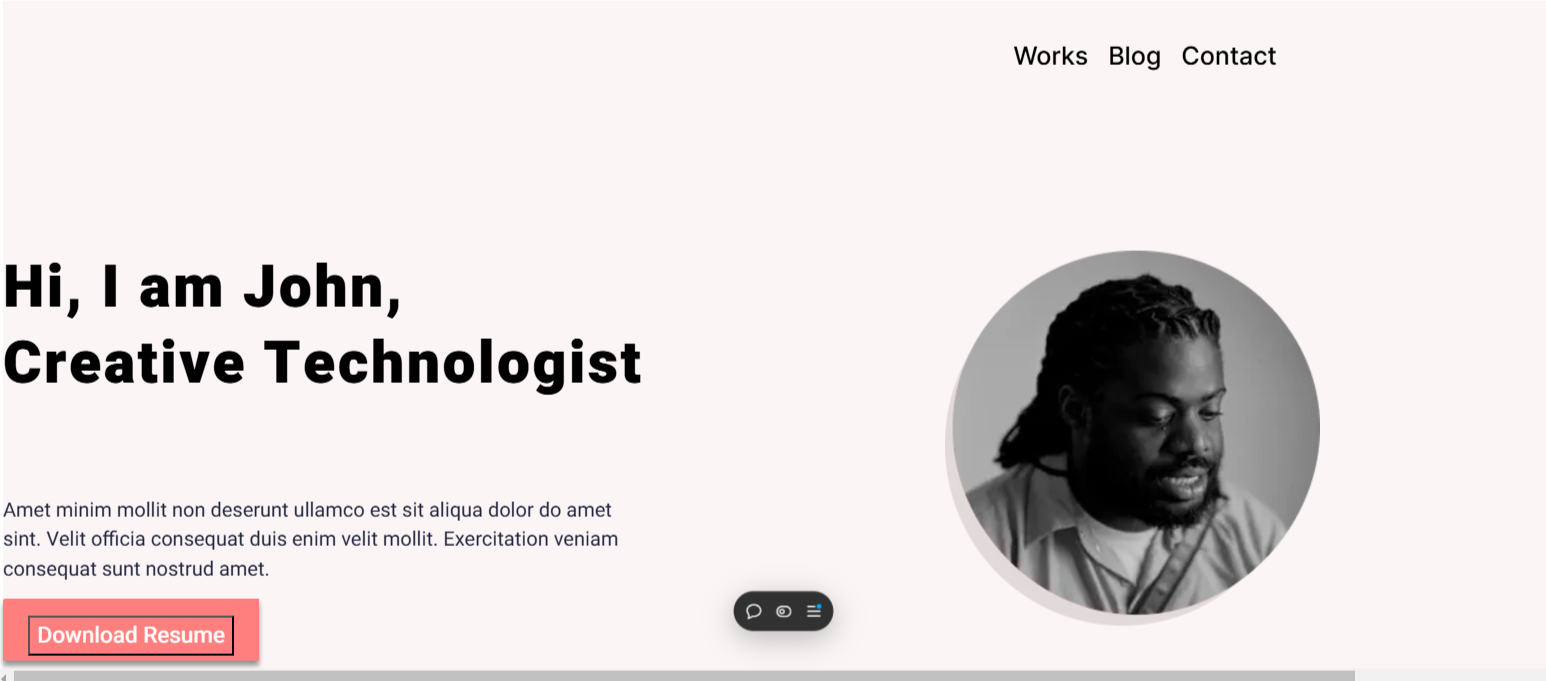 Works Blog Contact
Hi, I am John,
Creative Technologist
Amet minim mollit non deserunt ullamco est sit aliqua dolor do amet
sint. Velit officia consequat duis enim velit mollit. Exercitation veniam
consequat sunt nostrud amet.
Download Resume